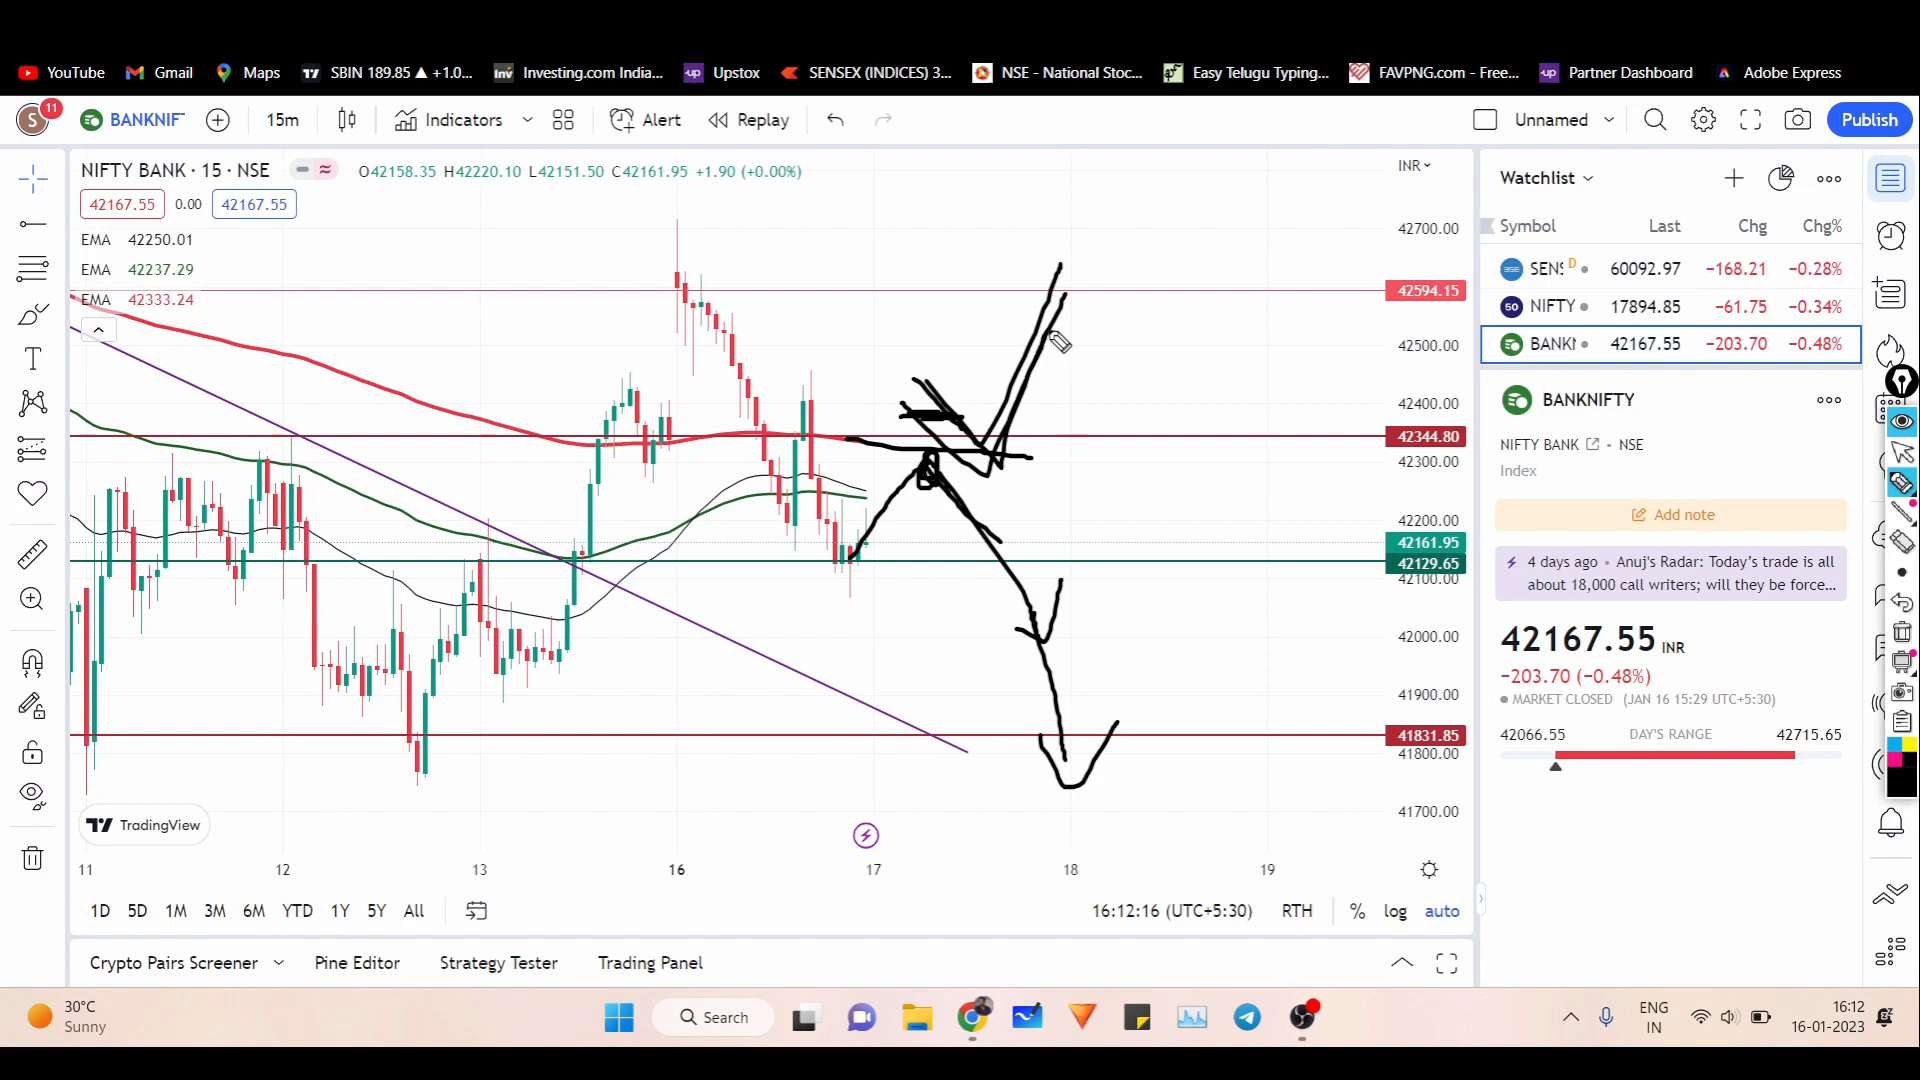 YouTube Gmail Maps SBIN 189.85 ▲ +1.0... Investing.com India... Upstox SENSEX (INDICES) 3... NSE - National Stoc... Easy Telugu Typing... FAVPNG.com - Free... Partner Dashboard Adobe Express
S 11 BANKNIF 15m Indicators Alert Replay Unnamed Publish
NIFTY BANK · 15 · NSE O42158.35 H42220.10 L42151.50 C42161.95 +1.90 (+0.00%) INR
42167.55 0.00 42167.55
EMA 42250.01
EMA 42237.29
EMA 42333.24
42700.00
42594.15
42500.00
42400.00
42344.80
42300.00
42200.00
42161.95
42129.65
42100.00
42000.00
41900.00
41831.85
41800.00
41700.00
TradingView
11 12 13 16 17 18 19
1D 5D 1M 3M 6M YTD 1Y 5Y All 16:12:16 (UTC+5:30) RTH % log auto
Crypto Pairs Screener Pine Editor Strategy Tester Trading Panel
Watchlist
Symbol Last Chg Chg%
SENS D 60092.97 −168.21 −0.28%
50 NIFTY 17894.85 −61.75 −0.34%
BANKN 42167.55 −203.70 −0.48%
BANKNIFTY
NIFTY BANK • NSE
Index
Add note
4 days ago • Anuj's Radar: Today's trade is all
about 18,000 call writers; will they be force...
42167.55 INR
−203.70 (−0.48%)
MARKET CLOSED (JAN 16 15:29 UTC+5:30)
42066.55 DAY'S RANGE 42715.65
30°C
Sunny
Search
ENG
IN
16:12
16-01-2023